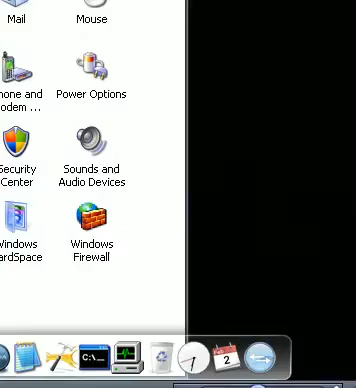 Mail
Mouse
hone and
odem ...
Power Options
Security
Center
Sounds and
Audio Devices
Windows
ardSpace
Windows
Firewall
C:\_
2